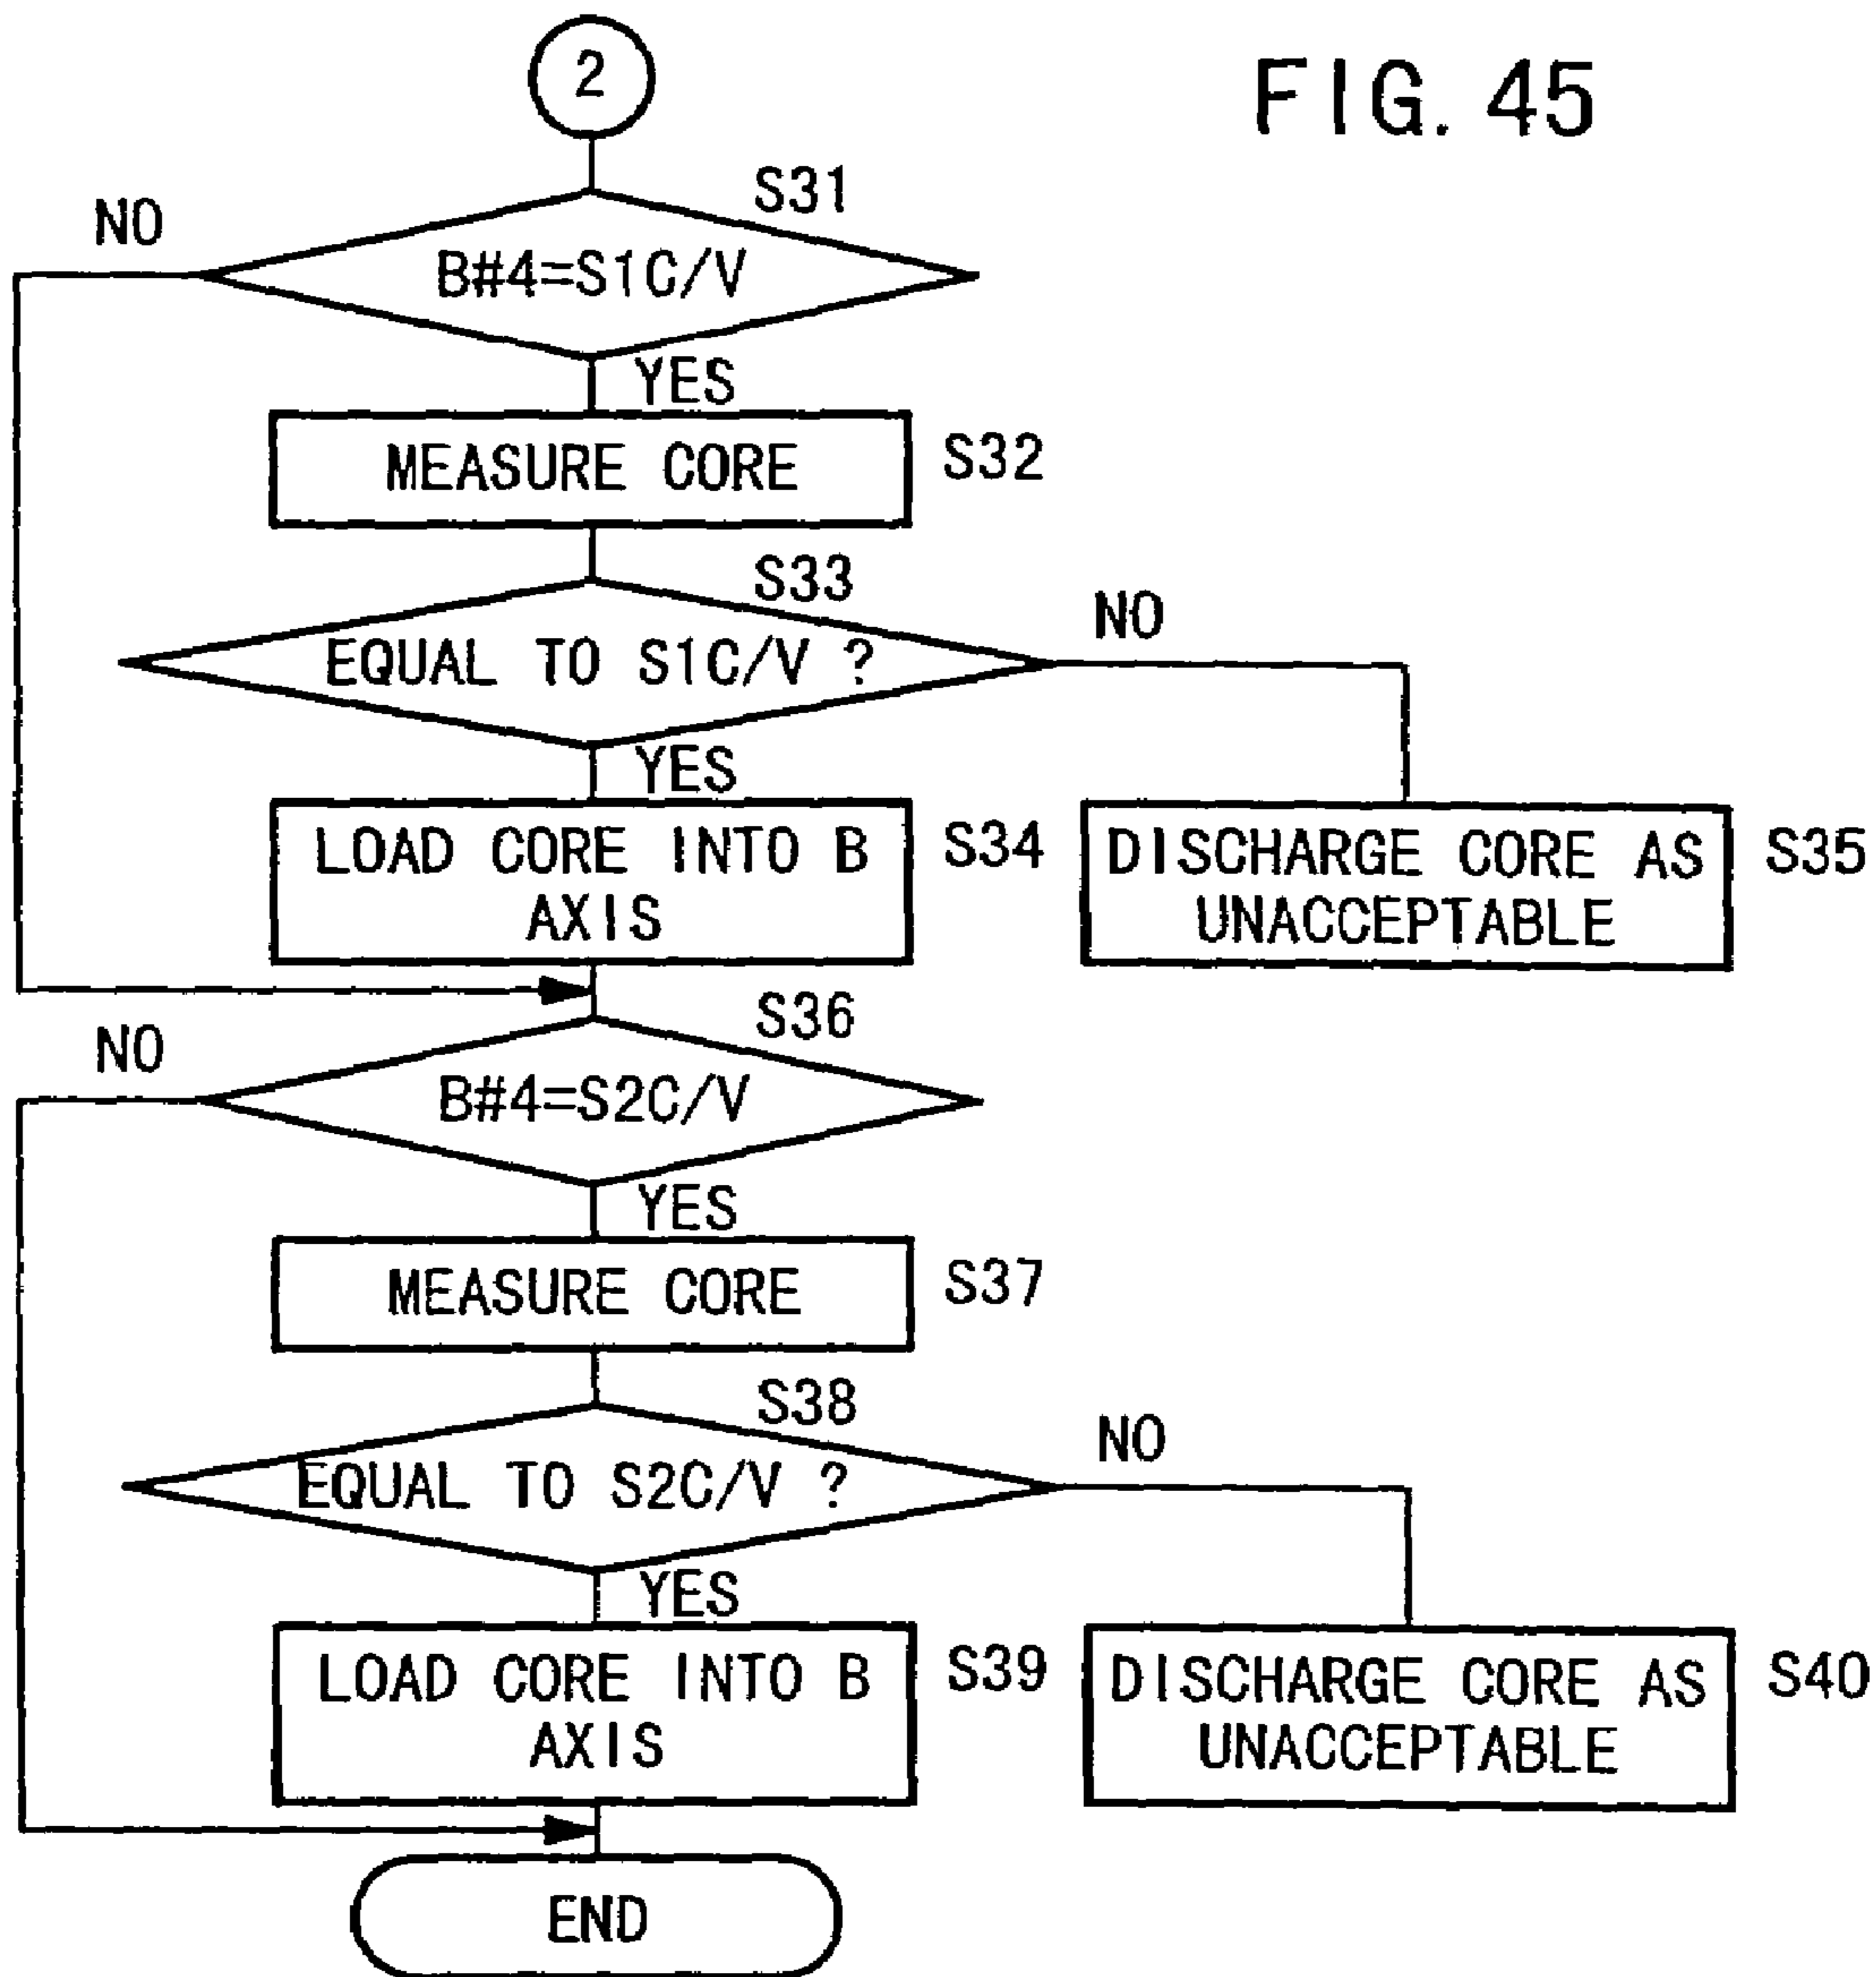 2
FIG. 45
S31
NO
B#4=S1C/V
YES
MEASURE CORE
S32
S33
NO
EQUAL TO S1C/V ?
YES
LOAD CORE INTO B
AXIS
S34
DISCHARGE CORE AS
UNACCEPTABLE
S35
S36
NO
B#4=S2C/V
YES
MEASURE CORE
S37
S38
NO
EQUAL TO S2C/V ?
YES
LOAD CORE INTO B
AXIS
S39
DISCHARGE CORE AS
UNACCEPTABLE
S40
END